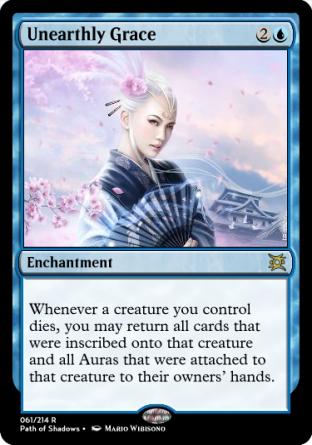 Unearthly Grace 2
Enchantment
Whenever a creature you control
dies, you may return all cards that
were inscribed onto that creature
and all Auras that were attached to
that creature to their owners' hands.
061/214 R
Path of Shadows • Mario Wibisono